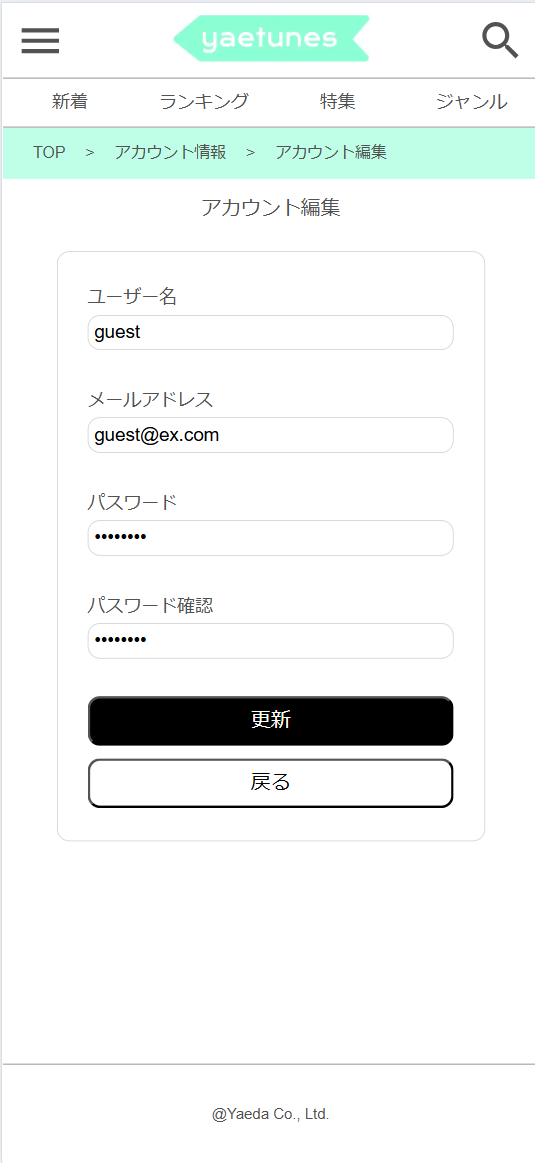 yaetunes
新着 ランキング 特集 ジャンル
TOP > アカウント情報 > アカウント編集
アカウント編集
ユーザー名
guest
メールアドレス
guest@ex.com
パスワード
••••••••
パスワード確認
••••••••
更新
戻る
@Yaeda Co., Ltd.